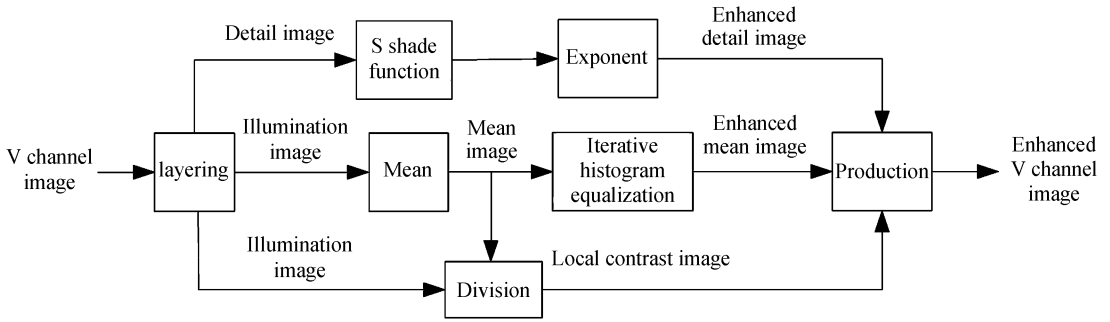 V channel
image
layering
Detail image
S shade
function
Exponent
Enhanced
detail image
Illumination
image
Mean
Mean
image
Iterative
histogram
equalization
Enhanced
mean image
Illumination
image
Division
Local contrast image
Production
Enhanced
V channel
image